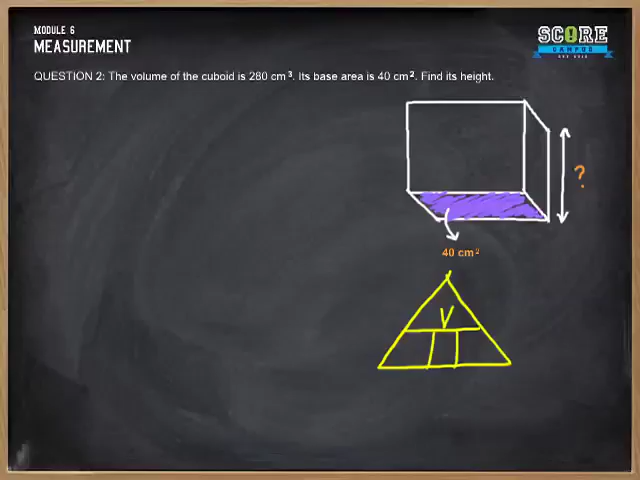 MODULE 6
MEASUREMENT
SCORE
CAMPUS
QUESTION 2: The volume of the cuboid is 280 cm³. Its base area is 40 cm². Find its height.
?
40 cm²
V